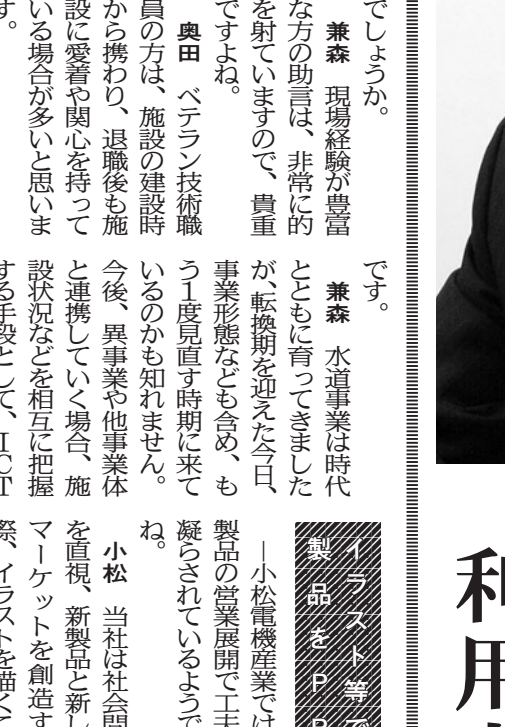 利用
でしょうか。
兼森　現場経験が豊富
な方の助言は、非常に的
を射ていますので、貴重
ですよね。
奥田　ベテラン技術職
員の方は、施設の建設時
から携わり、退職後も施
設に愛着や関心を持って
いる場合が多いと思いま
す。
です。
兼森　水道事業は時代
とともに育ってきました
が、転換期を迎えた今日、
事業形態なども含め、も
う１度見直す時期に来て
いるのかも知れません。
今後、異事業や他事業体
と連携していく場合、施
設状況などを相互に把握
する手段として、ＩＣＴ
イラスト等で
製品をＰＲ
―小松電機産業では
製品の営業展開で工夫
凝らされているようで
ね。
小松　当社は社会問
を直視、新製品と新し
マーケットを創造す
際、イラストを描くて